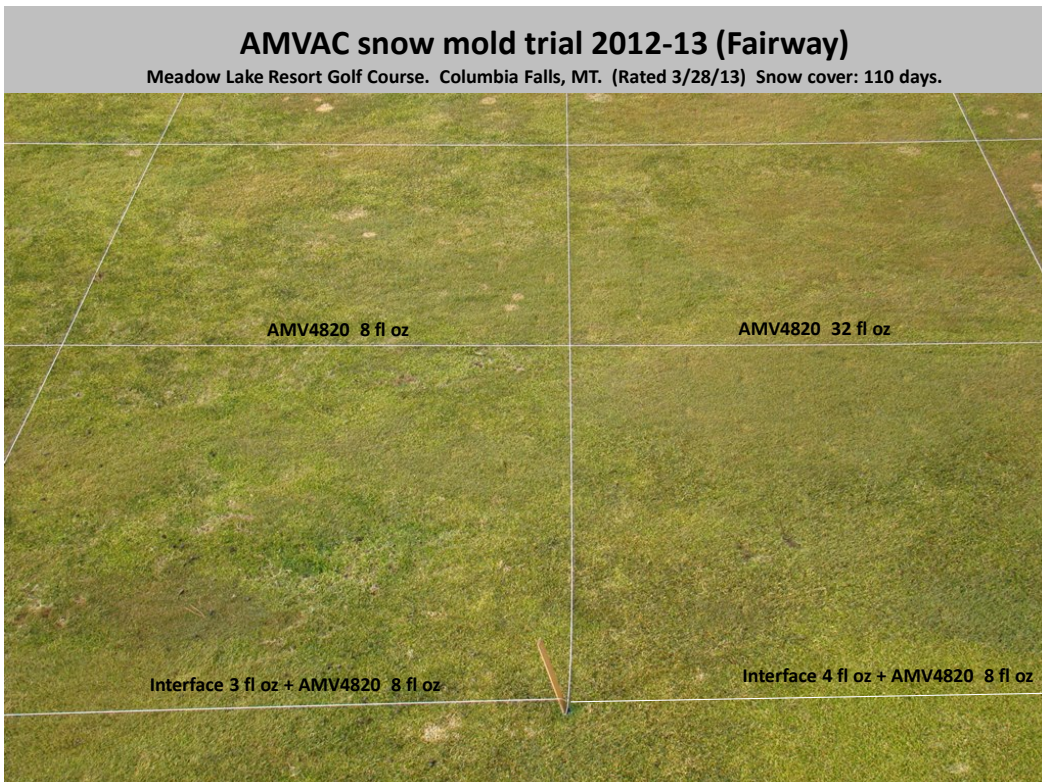 AMVAC snow mold trial 2012-13 (Fairway)
Meadow Lake Resort Golf Course.  Columbia Falls, MT.  (Rated 3/28/13)  Snow cover: 110 days.
AMV4820  8 fl oz
AMV4820  32 fl oz
Interface 3 fl oz + AMV4820  8 fl oz
Interface 4 fl oz + AMV4820  8 fl oz